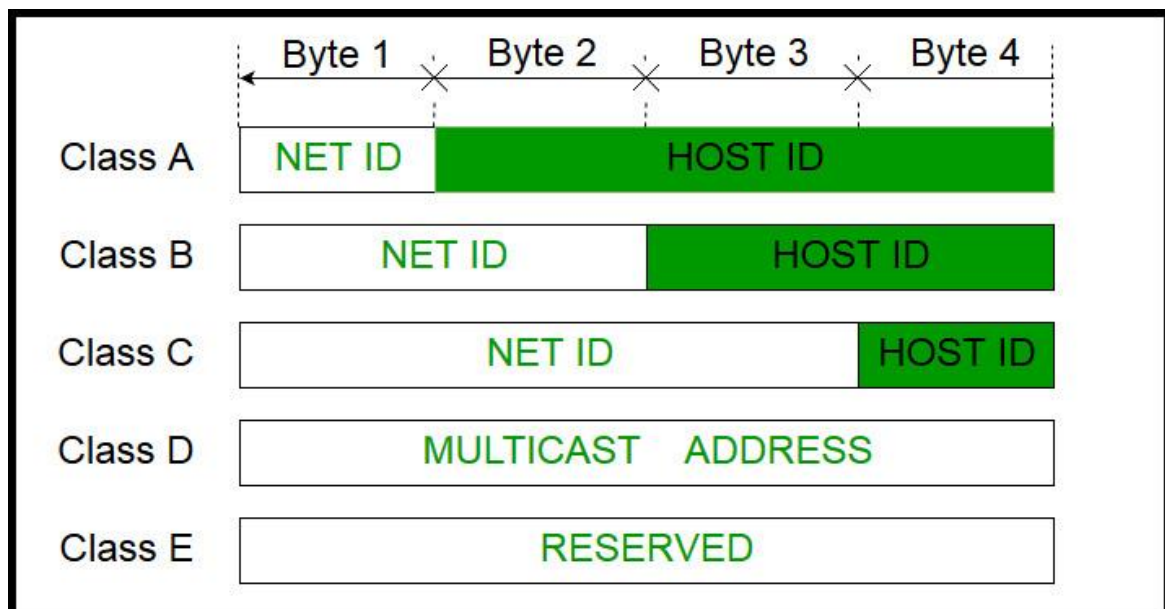 Byte 1 Byte 2 Byte 3 Byte 4
Class A NET ID HOST ID
Class B NET ID HOST ID
Class C NET ID HOST ID
Class D MULTICAST ADDRESS
Class E RESERVED